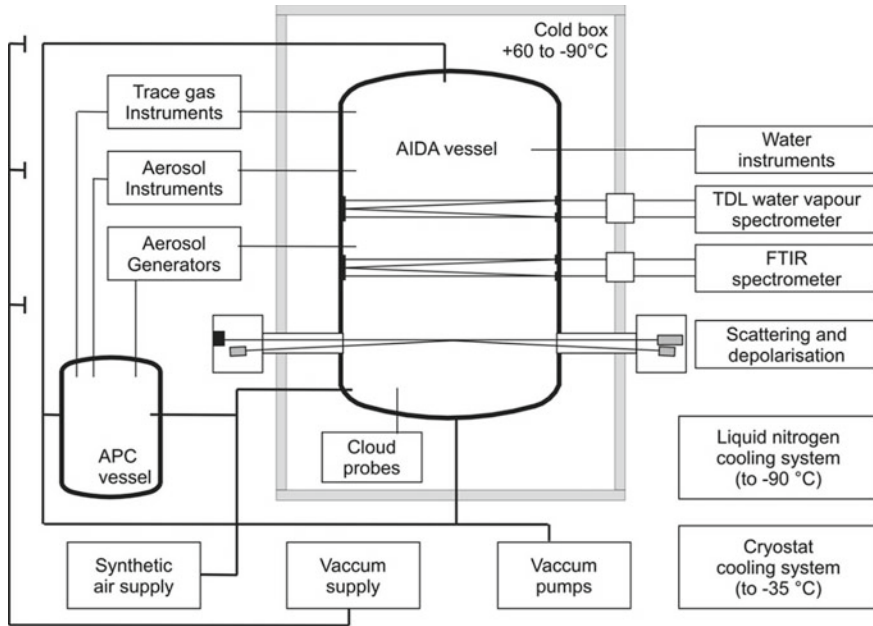 Cold box
+60 to -90°C
Trace gas
Instruments
AIDA vessel
Water
instruments
Aerosol
Instruments
TDL water vapour
spectrometer
Aerosol
Generators
FTIR
spectrometer
Scattering and
depolarisation
APC
vessel
Cloud
probes
Liquid nitrogen
cooling system
(to -90 °C)
Synthetic
air supply
Vaccum
supply
Vaccum
pumps
Cryostat
cooling system
(to -35 °C)